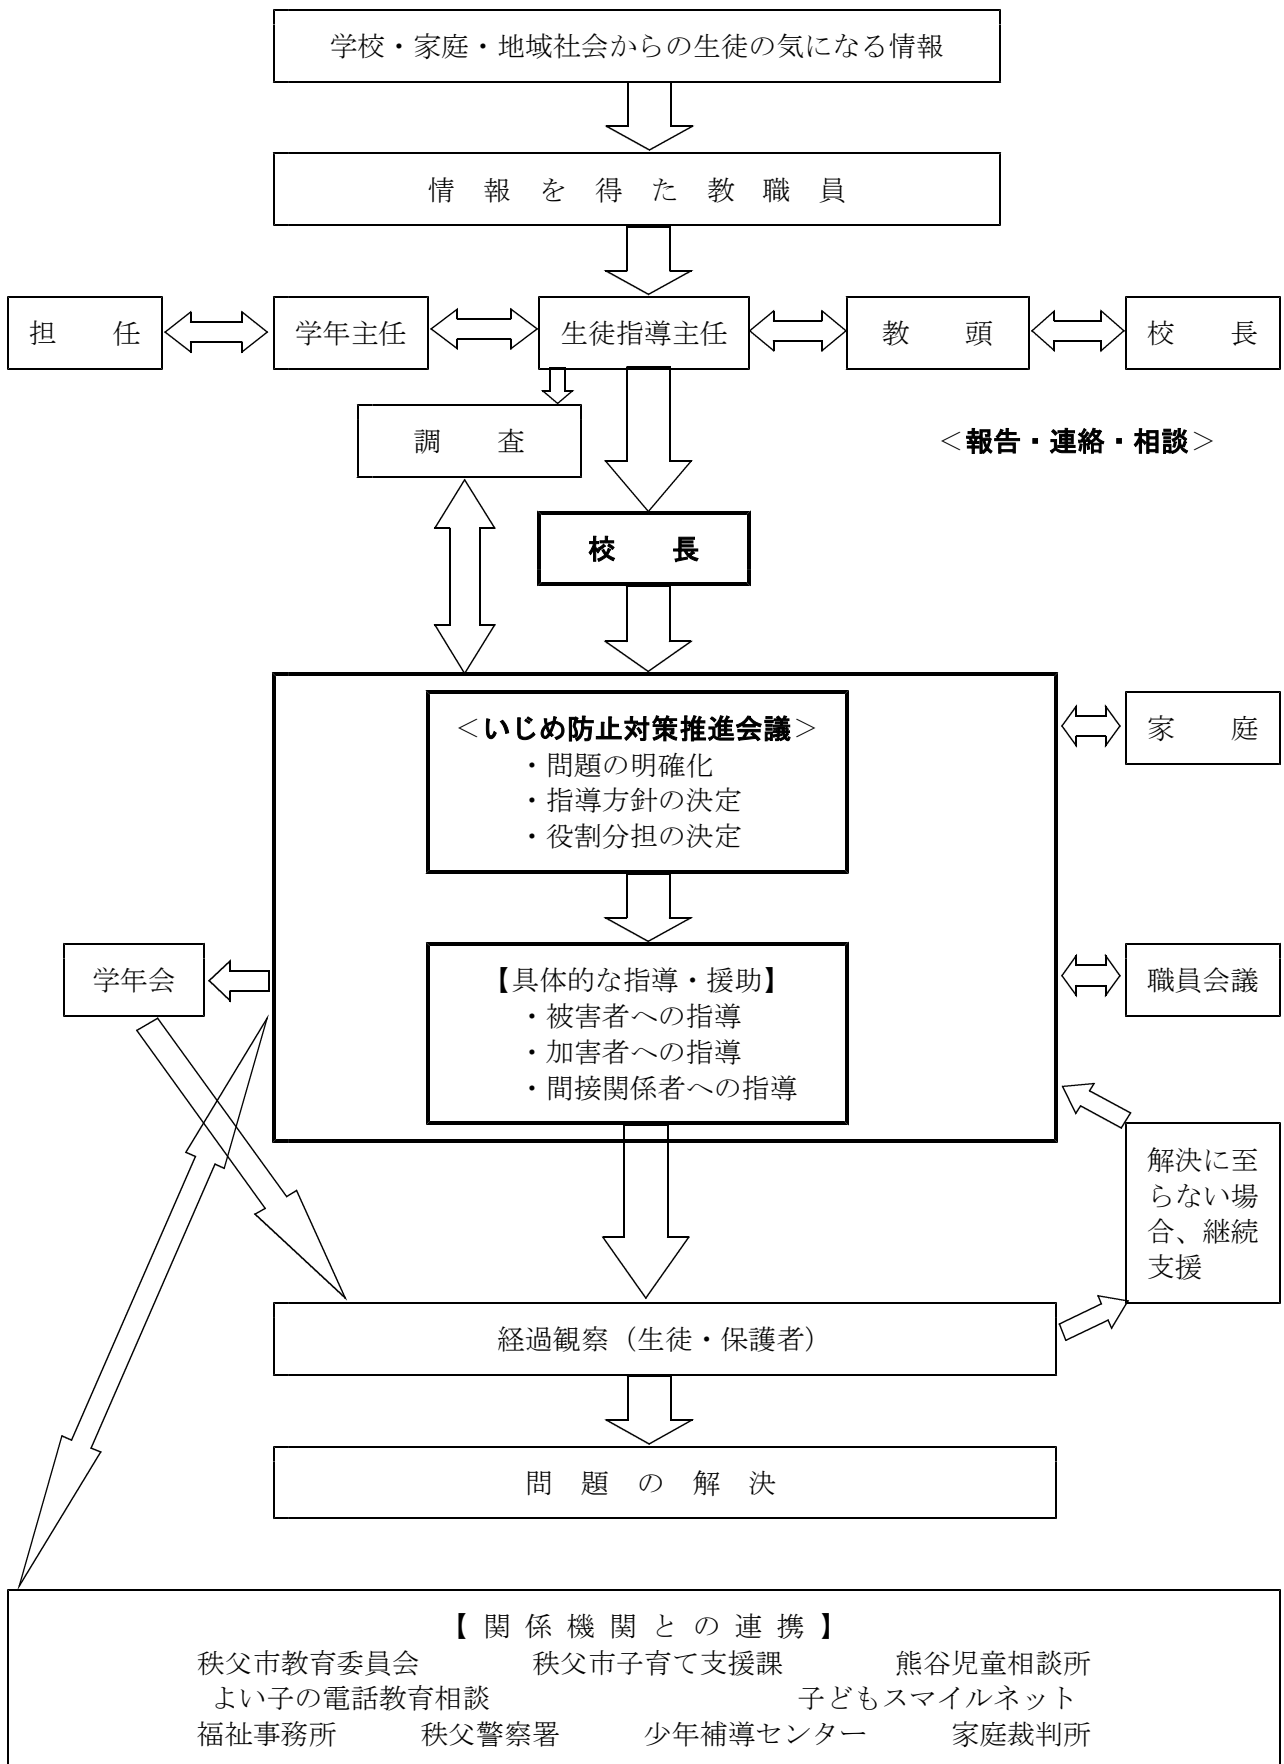 学校・家庭・地域社会からの生徒の気になる情報
情　報　を　得　た　教　職　員
担　　任
学年主任
生徒指導主任
教　　頭
校　　長
調　　査
＜報告・連絡・相談＞
校　　長
＜いじめ防止対策推進会議＞
・問題の明確化
・指導方針の決定
・役割分担の決定
家　　庭
学年会
【具体的な指導・援助】
・被害者への指導
・加害者への指導
・間接関係者への指導
職員会議
解決に至
らない場
合、継続
支援
経過観察（生徒・保護者）
問　題　の　解　決
【 関 係 機 関 と の 連 携 】
秩父市教育委員会　　　　秩父市子育て支援課　　　　熊谷児童相談所
よい子の電話教育相談　　　　　　　　　　　子どもスマイルネット
福祉事務所　　　秩父警察署　　　少年補導センター　　　家庭裁判所